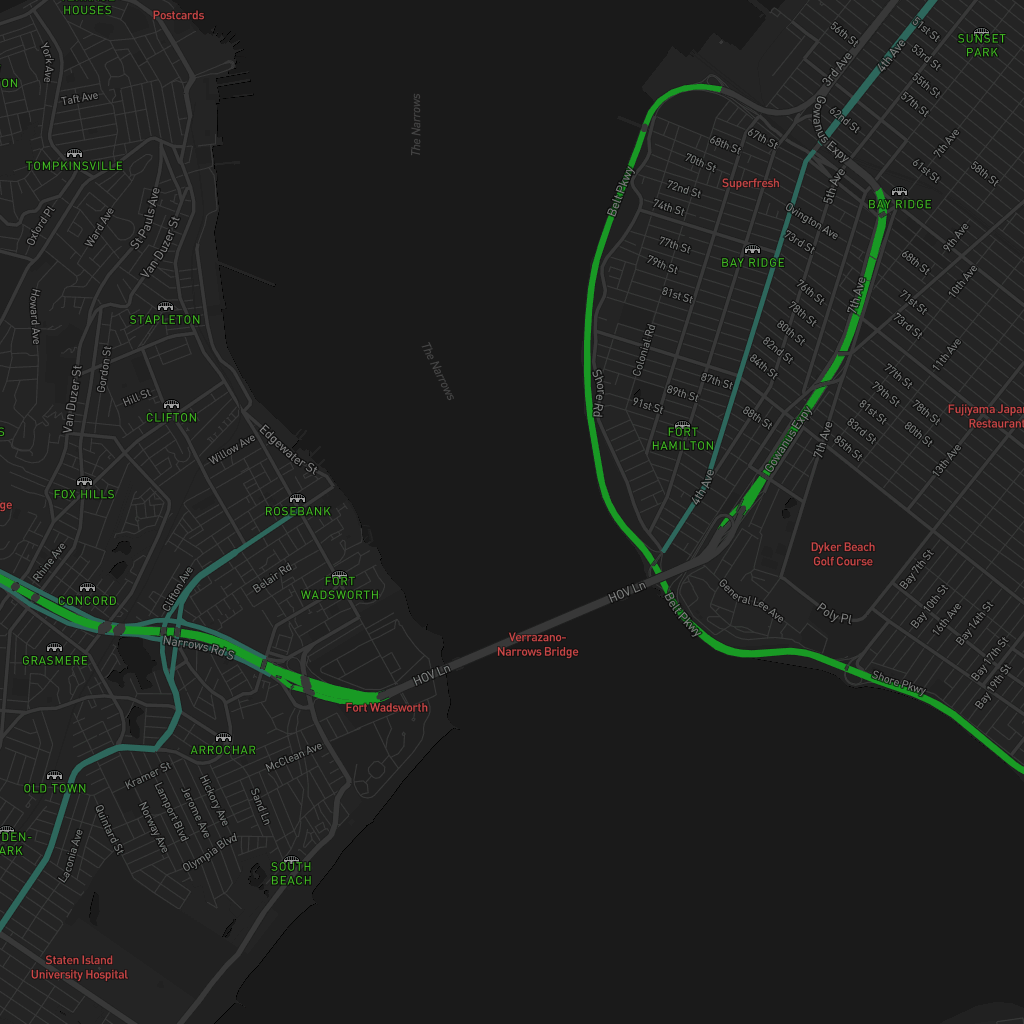 HOUSES
Postcards
York Ave
Taft Ave
TOMPKINSVILLE
Oxford Pl
Ward Ave
St Pauls Ave
Van Duzer St
STAPLETON
Howard Ave
Gordon St
Van Duzer St
Hill St
CLIFTON
Willow Ave
Edgewater St
FOX HILLS
ROSEBANK
Rhine Ave
Belair Rd
FORT
WADSWORTH
CONCORD
Clifton Ave
GRASMERE
Narrows Rd S
Fort Wadsworth
ARROCHAR
McClean Ave
OLD TOWN
Kramer St
Hickory Ave
Jerome Ave
Lamport Blvd
Norway Ave
Sand Ln
Quintard St
Olympia Blvd
Laconia Ave
DEN-
ARK
SOUTH
BEACH
Staten Island
University Hospital
The Narrows
The Narrows
HOV Ln
HOV Ln
Verrazano-
Narrows Bridge
56th St
3rd Ave
4th Ave
51st St
53rd St
55th St
57th St
SUNSET
PARK
62nd St
Gowanus Expy
67th St
68th St
70th St
72nd St
74th St
Superfresh
5th Ave
7th Ave
61st St
58th St
BAY RIDGE
Belt Pkwy
Ovington Ave
73rd St
BAY RIDGE
77th St
79th St
81st St
76th St
78th St
80th St
82nd St
84th St
7th Ave
9th Ave
68th St
10th Ave
71st St
73rd St
11th Ave
Colonial Rd
Shore Rd
87th St
89th St
91st St
88th St
77th St
79th St
81st St
83rd St
85th St
78th St
80th St
13th Ave
FORT
HAMILTON
Gowanus Expy
7th Ave
4th Ave
Dyker Beach
Golf Course
General Lee Ave
Poly Pl
Belt Pkwy
Shore Pkwy
Bay 7th St
Bay 10th St
16th Ave
Bay 14th St
Bay 17th St
Bay 19th St